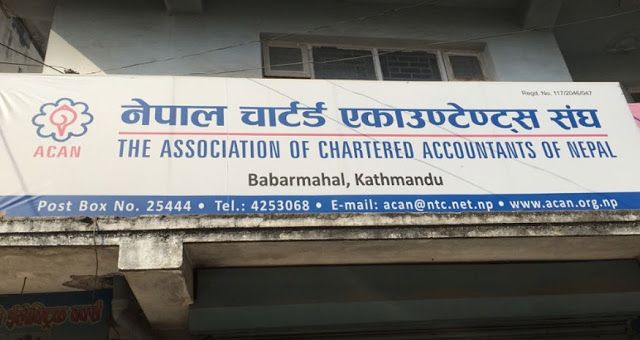 Regd. No. 117/2046/047
नेपाल चार्टर्ड एकाउण्टेण्ट्स संघ
ACAN
THE ASSOCIATION OF CHARTERED ACCOUNTANTS OF NEPAL
Babarmahal, Kathmandu
Post Box No. 25444 • Tel.: 4253068 • E-mail: acan@ntc.net.np • www.acan.org.np